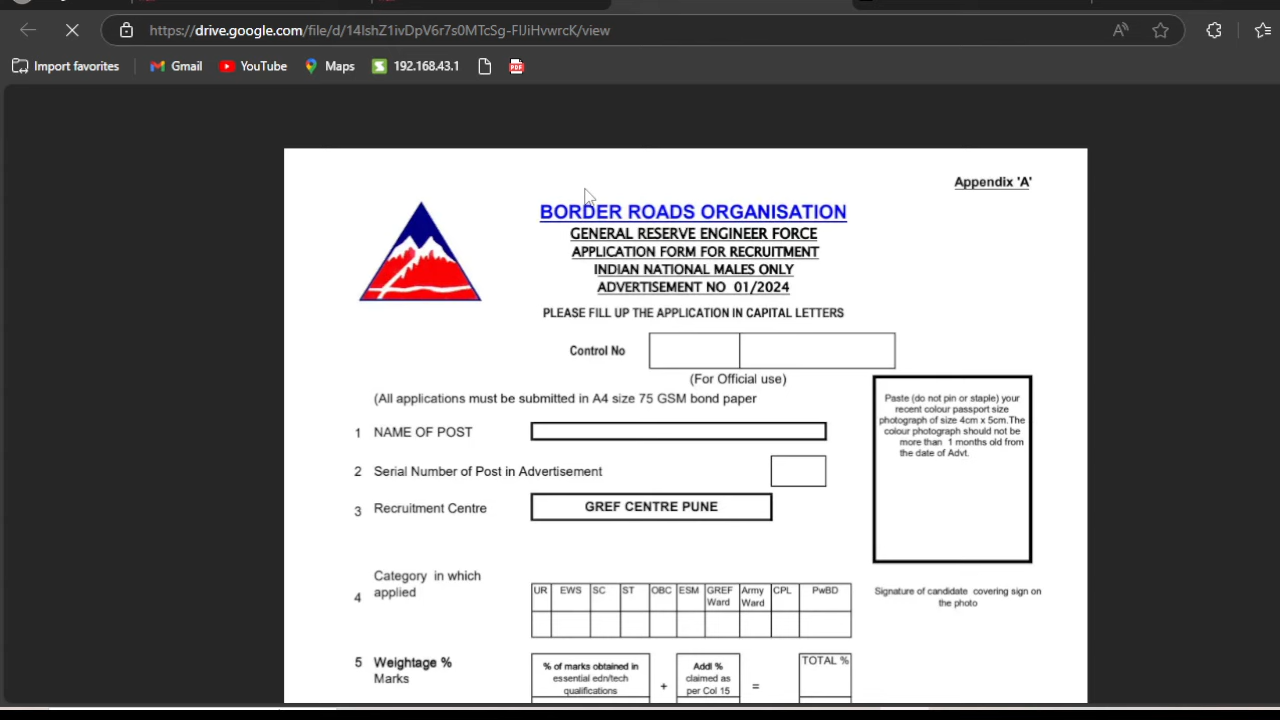 https://drive.google.com/file/d/14lshZ1ivDpV6r7s0MTcSg-FIJiHvwrcK/view
Import favorites
Gmail
YouTube
Maps
192.168.43.1
PDF
Appendix 'A'
BORDER ROADS ORGANISATION
GENERAL RESERVE ENGINEER FORCE
APPLICATION FORM FOR RECRUITMENT
INDIAN NATIONAL MALES ONLY
ADVERTISEMENT NO 01/2024
PLEASE FILL UP THE APPLICATION IN CAPITAL LETTERS
Control No
(For Official use)
(All applications must be submitted in A4 size 75 GSM bond paper
Paste (do not pin or staple) your
recent colour passport size
photograph of size 4cm x 5cm.The
colour photograph should not be
more than 1 months old from
the date of Advt.
1 NAME OF POST
2 Serial Number of Post in Advertisement
3 Recruitment Centre GREF CENTRE PUNE
4 Category in which
applied
UR EWS SC ST OBC ESM GREF Ward Army Ward CPL PwBD
Signature of candidate covering sign on
the photo
5 Weightage %
Marks
% of marks obtained in
essential edn/tech
qualifications
+
Addl %
claimed as
per Col 15
=
TOTAL %